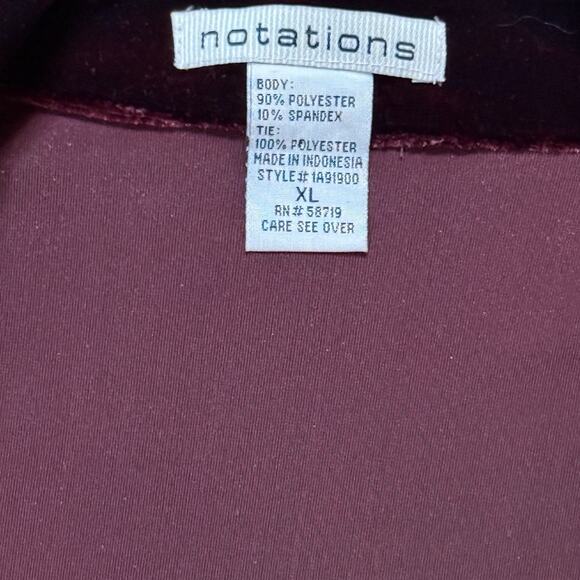 notations
BODY:
90% POLYESTER
10% SPANDEX
TIE:
100% POLYESTER
MADE IN INDONESIA
STYLE# 1A91900
XL
RN# 58719
CARE SEE OVER